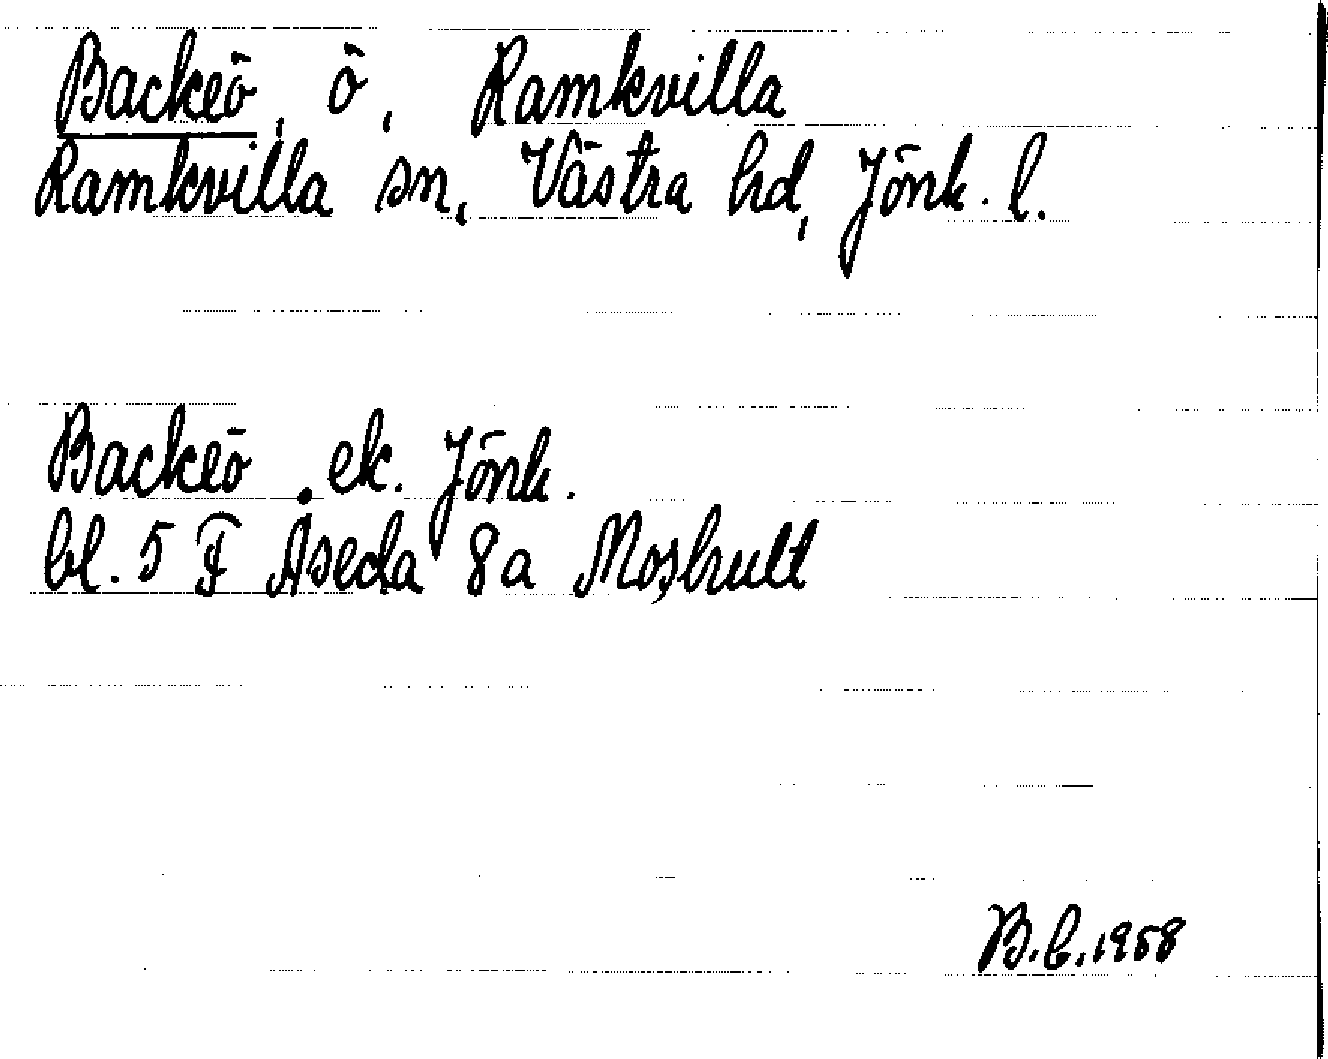 Backeö, ö, Ramkvilla
Ramkvilla sn, Västra hd, Jönk. l.
Backeö . ek. Jönk.
bl. 5 F Åseda 8a Moshult
B.C. 1958